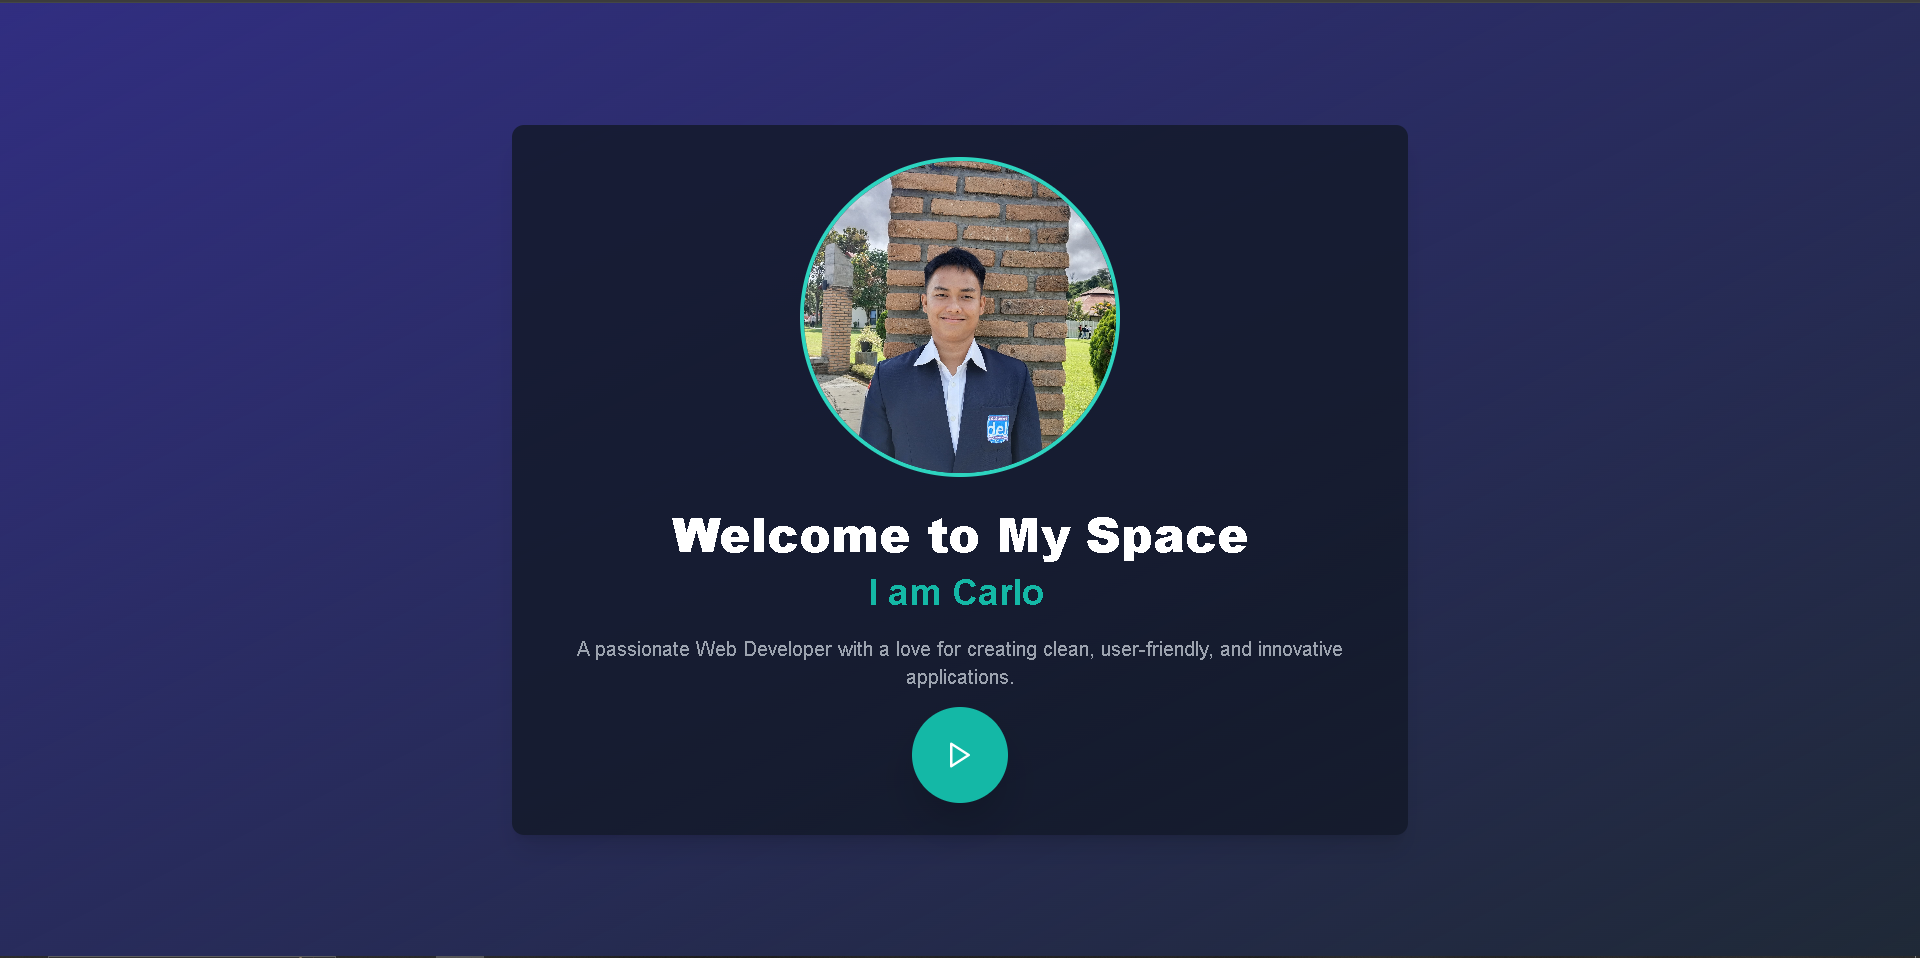 del
Welcome to My Space
I am Carlo
A passionate Web Developer with a love for creating clean, user-friendly, and innovative
applications.